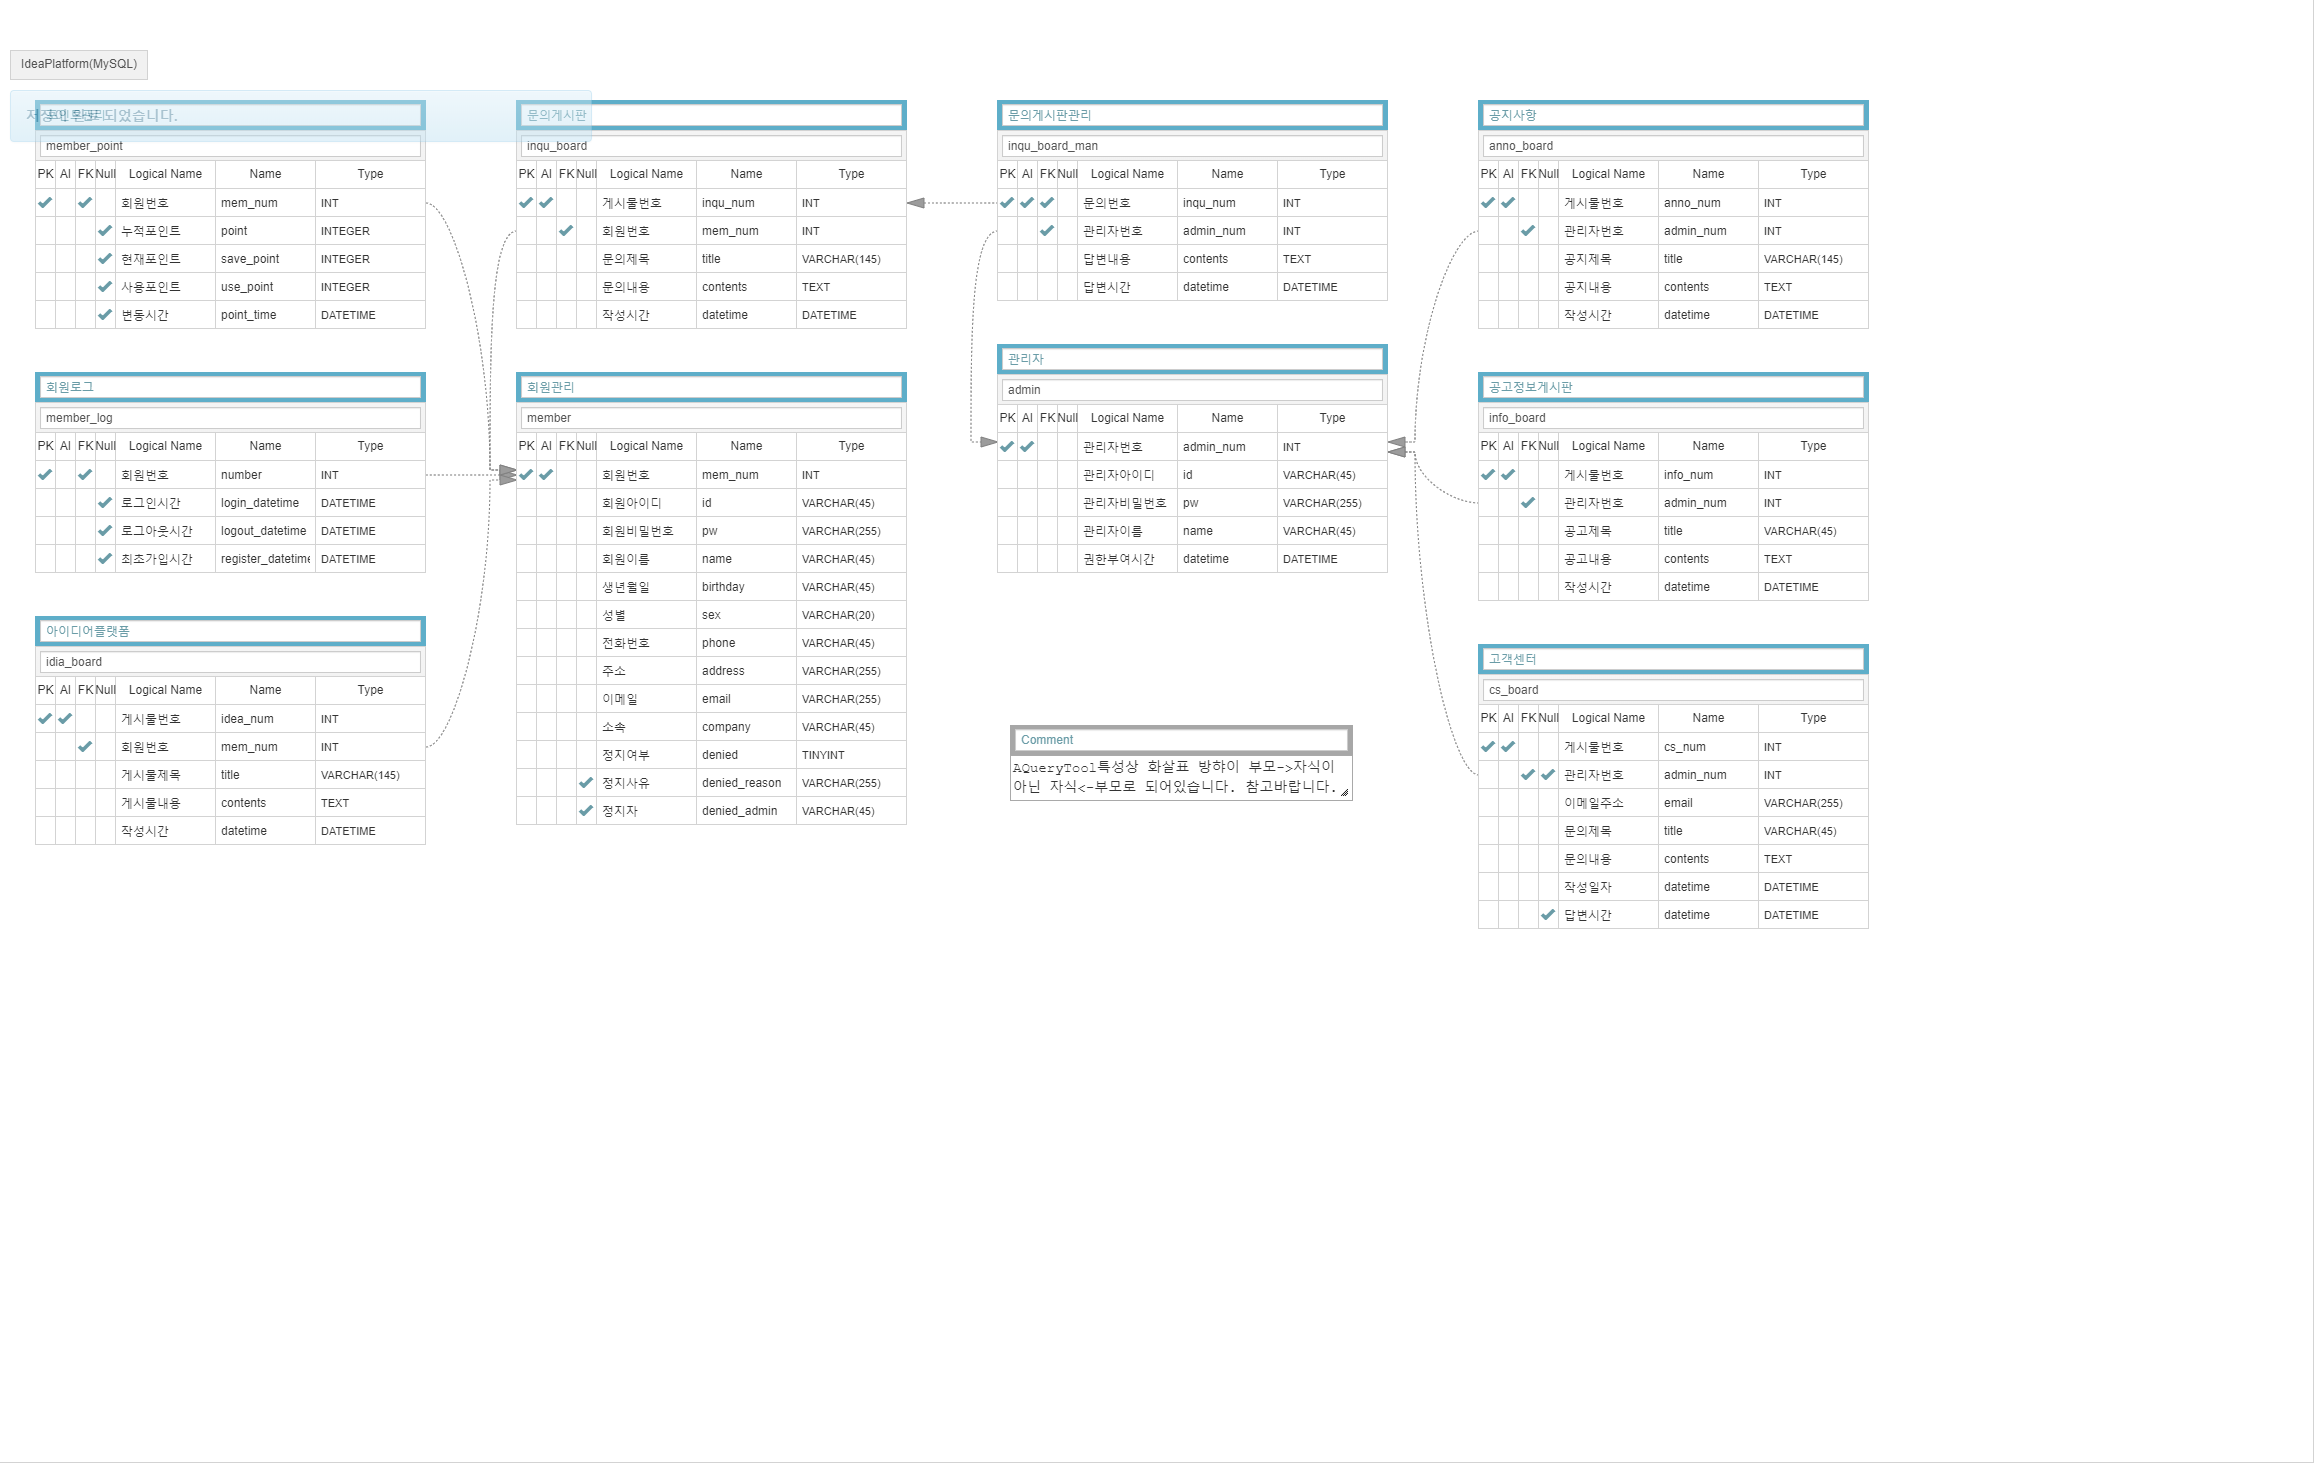 IdeaPlatform(MySQL)
저장이 완료 되었습니다.
member_point
PK AI FK Null Logical Name Name Type
회원번호 mem_num INT
누적포인트 point INTEGER
현재포인트 save_point INTEGER
사용포인트 use_point INTEGER
변동시간 point_time DATETIME
회원로그
member_log
PK AI FK Null Logical Name Name Type
회원번호 number INT
로그인시간 login_datetime DATETIME
로그아웃시간 logout_datetime DATETIME
최초가입시간 register_datetime DATETIME
아이디어플랫폼
idia_board
PK AI FK Null Logical Name Name Type
게시물번호 idea_num INT
회원번호 mem_num INT
게시물제목 title VARCHAR(145)
게시물내용 contents TEXT
작성시간 datetime DATETIME
문의게시판
inqu_board
PK AI FK Null Logical Name Name Type
게시물번호 inqu_num INT
회원번호 mem_num INT
문의제목 title VARCHAR(145)
문의내용 contents TEXT
작성시간 datetime DATETIME
회원관리
member
PK AI FK Null Logical Name Name Type
회원번호 mem_num INT
회원아이디 id VARCHAR(45)
회원비밀번호 pw VARCHAR(255)
회원이름 name VARCHAR(45)
생년월일 birthday VARCHAR(45)
성별 sex VARCHAR(20)
전화번호 phone VARCHAR(45)
주소 address VARCHAR(255)
이메일 email VARCHAR(255)
소속 company VARCHAR(45)
정지여부 denied TINYINT
정지사유 denied_reason VARCHAR(255)
정지자 denied_admin VARCHAR(45)
문의게시판관리
inqu_board_man
PK AI FK Null Logical Name Name Type
문의번호 inqu_num INT
관리자번호 admin_num INT
답변내용 contents TEXT
답변시간 datetime DATETIME
관리자
admin
PK AI FK Null Logical Name Name Type
관리자번호 admin_num INT
관리자아이디 id VARCHAR(45)
관리자비밀번호 pw VARCHAR(255)
관리자이름 name VARCHAR(45)
권한부여시간 datetime DATETIME
Comment
AQueryTool특성상 화살표 방햐이 부모->자식이
아닌 자식<-부모로 되어있습니다. 참고바랍니다.
공지사항
anno_board
PK AI FK Null Logical Name Name Type
게시물번호 anno_num INT
관리자번호 admin_num INT
공지제목 title VARCHAR(145)
공지내용 contents TEXT
작성시간 datetime DATETIME
공고정보게시판
info_board
PK AI FK Null Logical Name Name Type
게시물번호 info_num INT
관리자번호 admin_num INT
공고제목 title VARCHAR(45)
공고내용 contents TEXT
작성시간 datetime DATETIME
고객센터
cs_board
PK AI FK Null Logical Name Name Type
게시물번호 cs_num INT
관리자번호 admin_num INT
이메일주소 email VARCHAR(255)
문의제목 title VARCHAR(45)
문의내용 contents TEXT
작성일자 datetime DATETIME
답변시간 datetime DATETIME